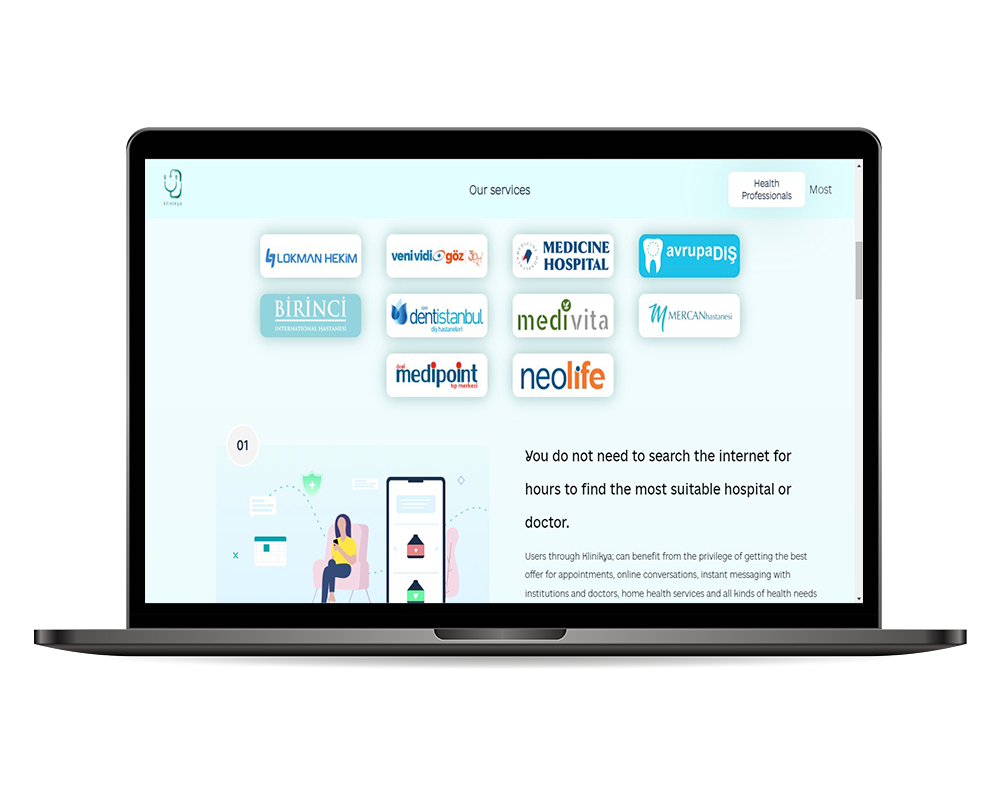 klinikya
Our services
Health
Professionals
Most
LOKMAN HEKİM
venividi göz
MEDICINE
HOSPITAL
avrupaDİŞ
BİRİNCİ
INTERNATIONAL HASTANESİ
özel
dentistanbul
diş hastaneleri
medivita
MERCANhastanesi
özel
medipoint
tıp merkezi
neolife
01
You do not need to search the internet for
hours to find the most suitable hospital or
doctor.
Users through Klinikya; can benefit from the privilege of getting the best
offer for appointments, online conversations, instant messaging with
institutions and doctors, home health services and all kinds of health needs